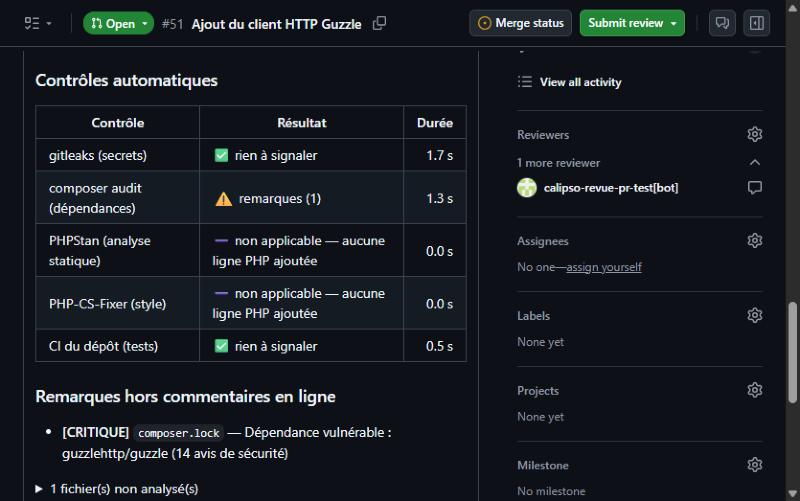 Open
#51 Ajout du client HTTP Guzzle
Merge status
Submit review
Contrôles automatiques
Contrôle Résultat Durée
gitleaks (secrets) ✅ rien à signaler 1.7 s
composer audit
(dépendances)
⚠️ remarques (1) 1.3 s
PHPStan (analyse
statique)
➖ non applicable — aucune
ligne PHP ajoutée
0.0 s
PHP-CS-Fixer (style)
➖ non applicable — aucune
ligne PHP ajoutée
0.0 s
CI du dépôt (tests) ✅ rien à signaler 0.5 s
Remarques hors commentaires en ligne
• [CRITIQUE] composer.lock — Dépendance vulnérable :
guzzlehttp/guzzle (14 avis de sécurité)
▶ 1 fichier(s) non analysé(s)
View all activity
Reviewers
1 more reviewer
calipso-revue-pr-test[bot]
Assignees
No one—assign yourself
Labels
None yet
Projects
None yet
Milestone
No milestone